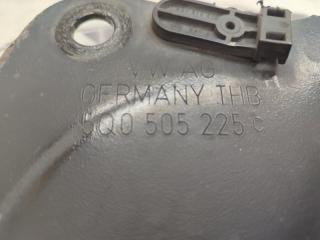 VW AG
GERMANY THB
5Q0 505 225 C